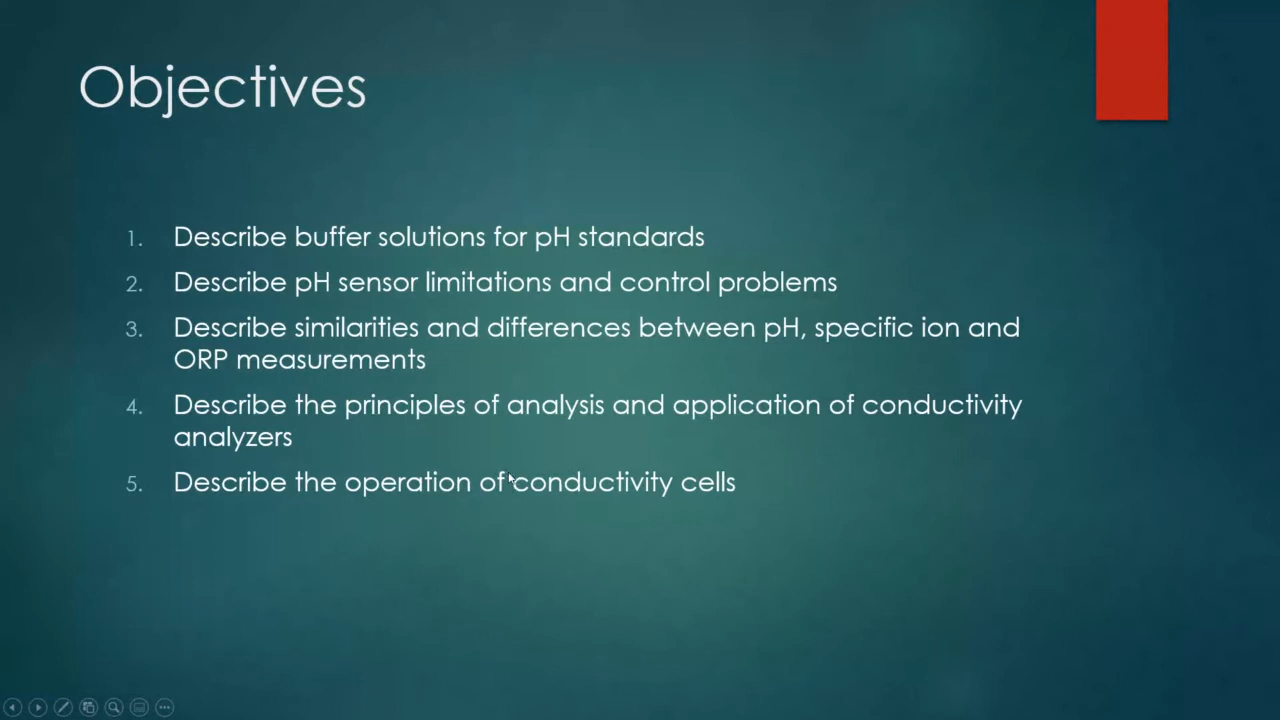 Objectives
1. Describe buffer solutions for pH standards
2. Describe pH sensor limitations and control problems
3. Describe similarities and differences between pH, specific ion and
ORP measurements
4. Describe the principles of analysis and application of conductivity
analyzers
5. Describe the operation of conductivity cells